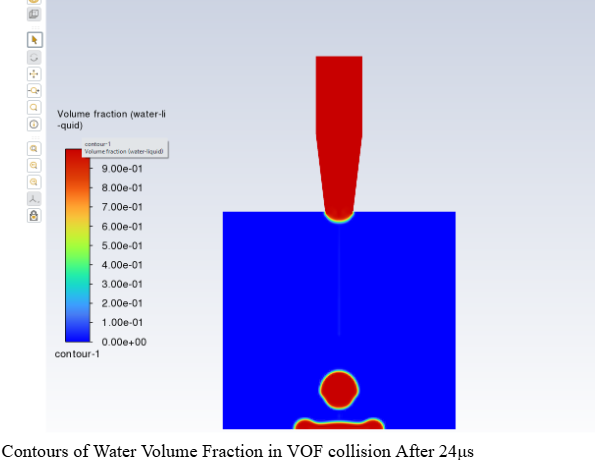 Volume fraction (water-li
-quid)
contour-1
Volume fraction (water-liquid)
9.00e-01
8.00e-01
7.00e-01
6.00e-01
5.00e-01
4.00e-01
3.00e-01
2.00e-01
1.00e-01
0.00e+00
contour-1
Contours of Water Volume Fraction in VOF collision After 24μs